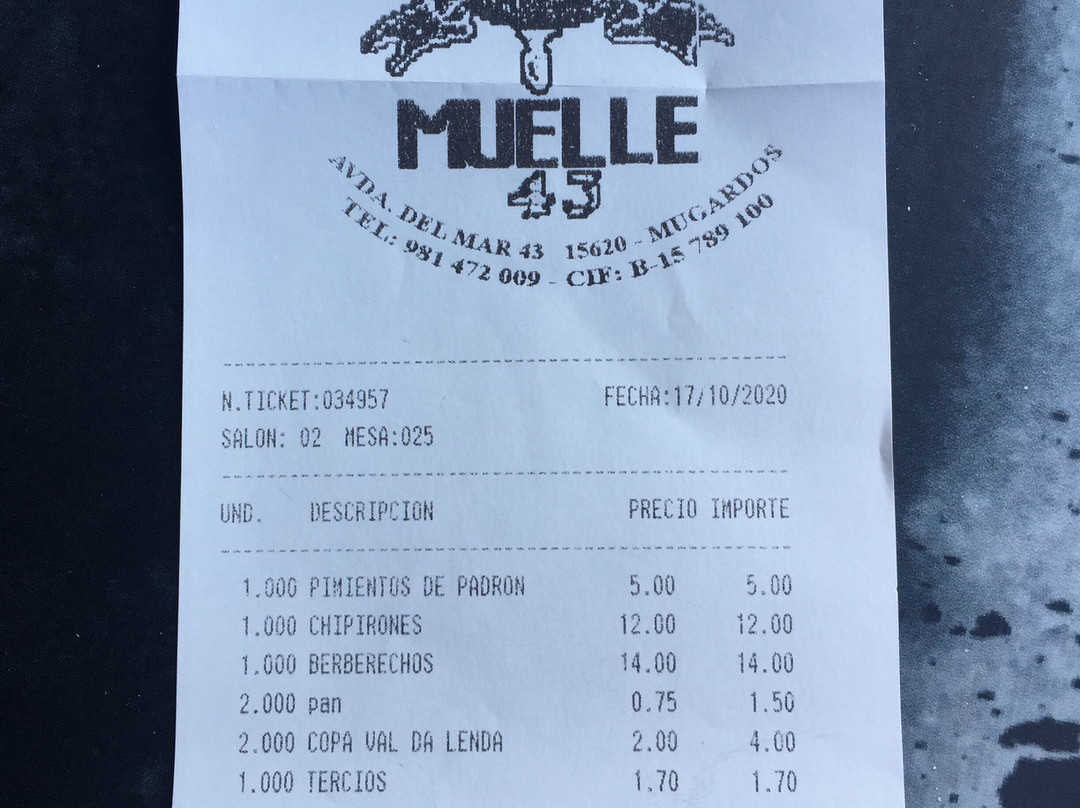 MUELLE
43
AVDA. DEL MAR 43 15620 - MUGARDOS
TEL: 981 472 009 - CIF: B-15 789 100
N.TICKET:034957 FECHA:17/10/2020
SALON: 02 MESA:025
UND. DESCRIPCION PRECIO IMPORTE
1.000 PIMIENTOS DE PADRON 5.00 5.00
1.000 CHIPIRONES 12.00 12.00
1.000 BERBERECHOS 14.00 14.00
2.000 pan 0.75 1.50
2.000 COPA VAL DA LENDA 2.00 4.00
1.000 TERCIOS 1.70 1.70